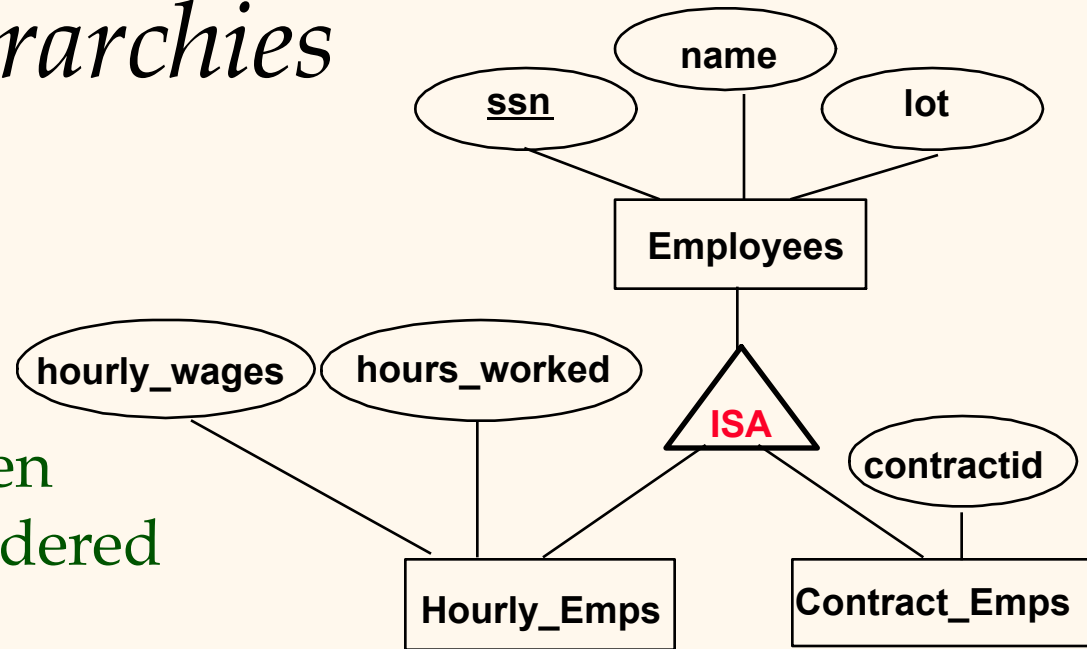 rarchies
name
ssn
lot
Employees
hourly_wages
hours_worked
ISA
contractid
en
dered
Hourly_Emps
Contract_Emps